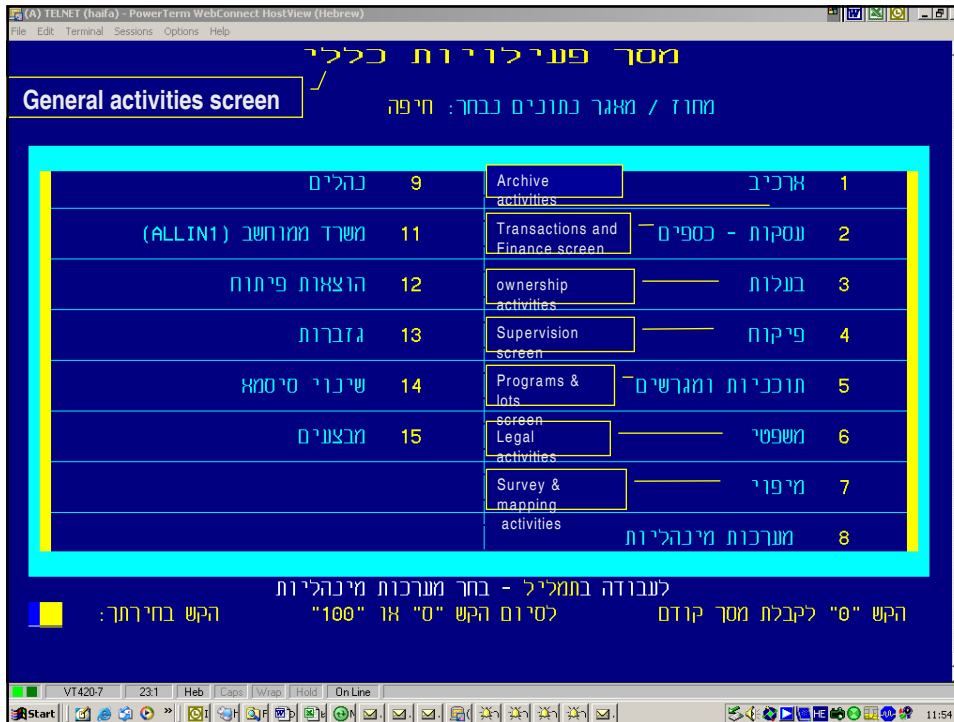 (A) TELNET (haifa) - PowerTerm WebConnect HostView (Hebrew)
File Edit Terminal Sessions Options Help
מסך פעילויות כללי
General activities screen
מחוז / מאגר נתונים נבחר: חיפה
1 ארכיב
Archive
activities
9 נהלים
2 עסקות - כספים
Transactions and
Finance screen
11 משרד ממוחשב (ALLIN1)
3 בעלות
ownership
activities
12 הוצאות פיתוח
4 פיקוח
Supervision
screen
13 גזברות
5 תוכניות ומגרשים
Programs &
lots
screen
14 שינוי סיסמא
6 משפטי
Legal
activities
15 מבצעים
7 מיפוי
Survey &
mapping
activities
8 מערכות מינהליות
לעבודה בתמליל - בחר מערכות מינהליות
הקש "0" לקבלת מסך קודם לסיום הקש "ס" או "100" הקש בחירתך:
VT420-7 23:1 Heb Caps Wrap Hold On Line
Start HE 11:54